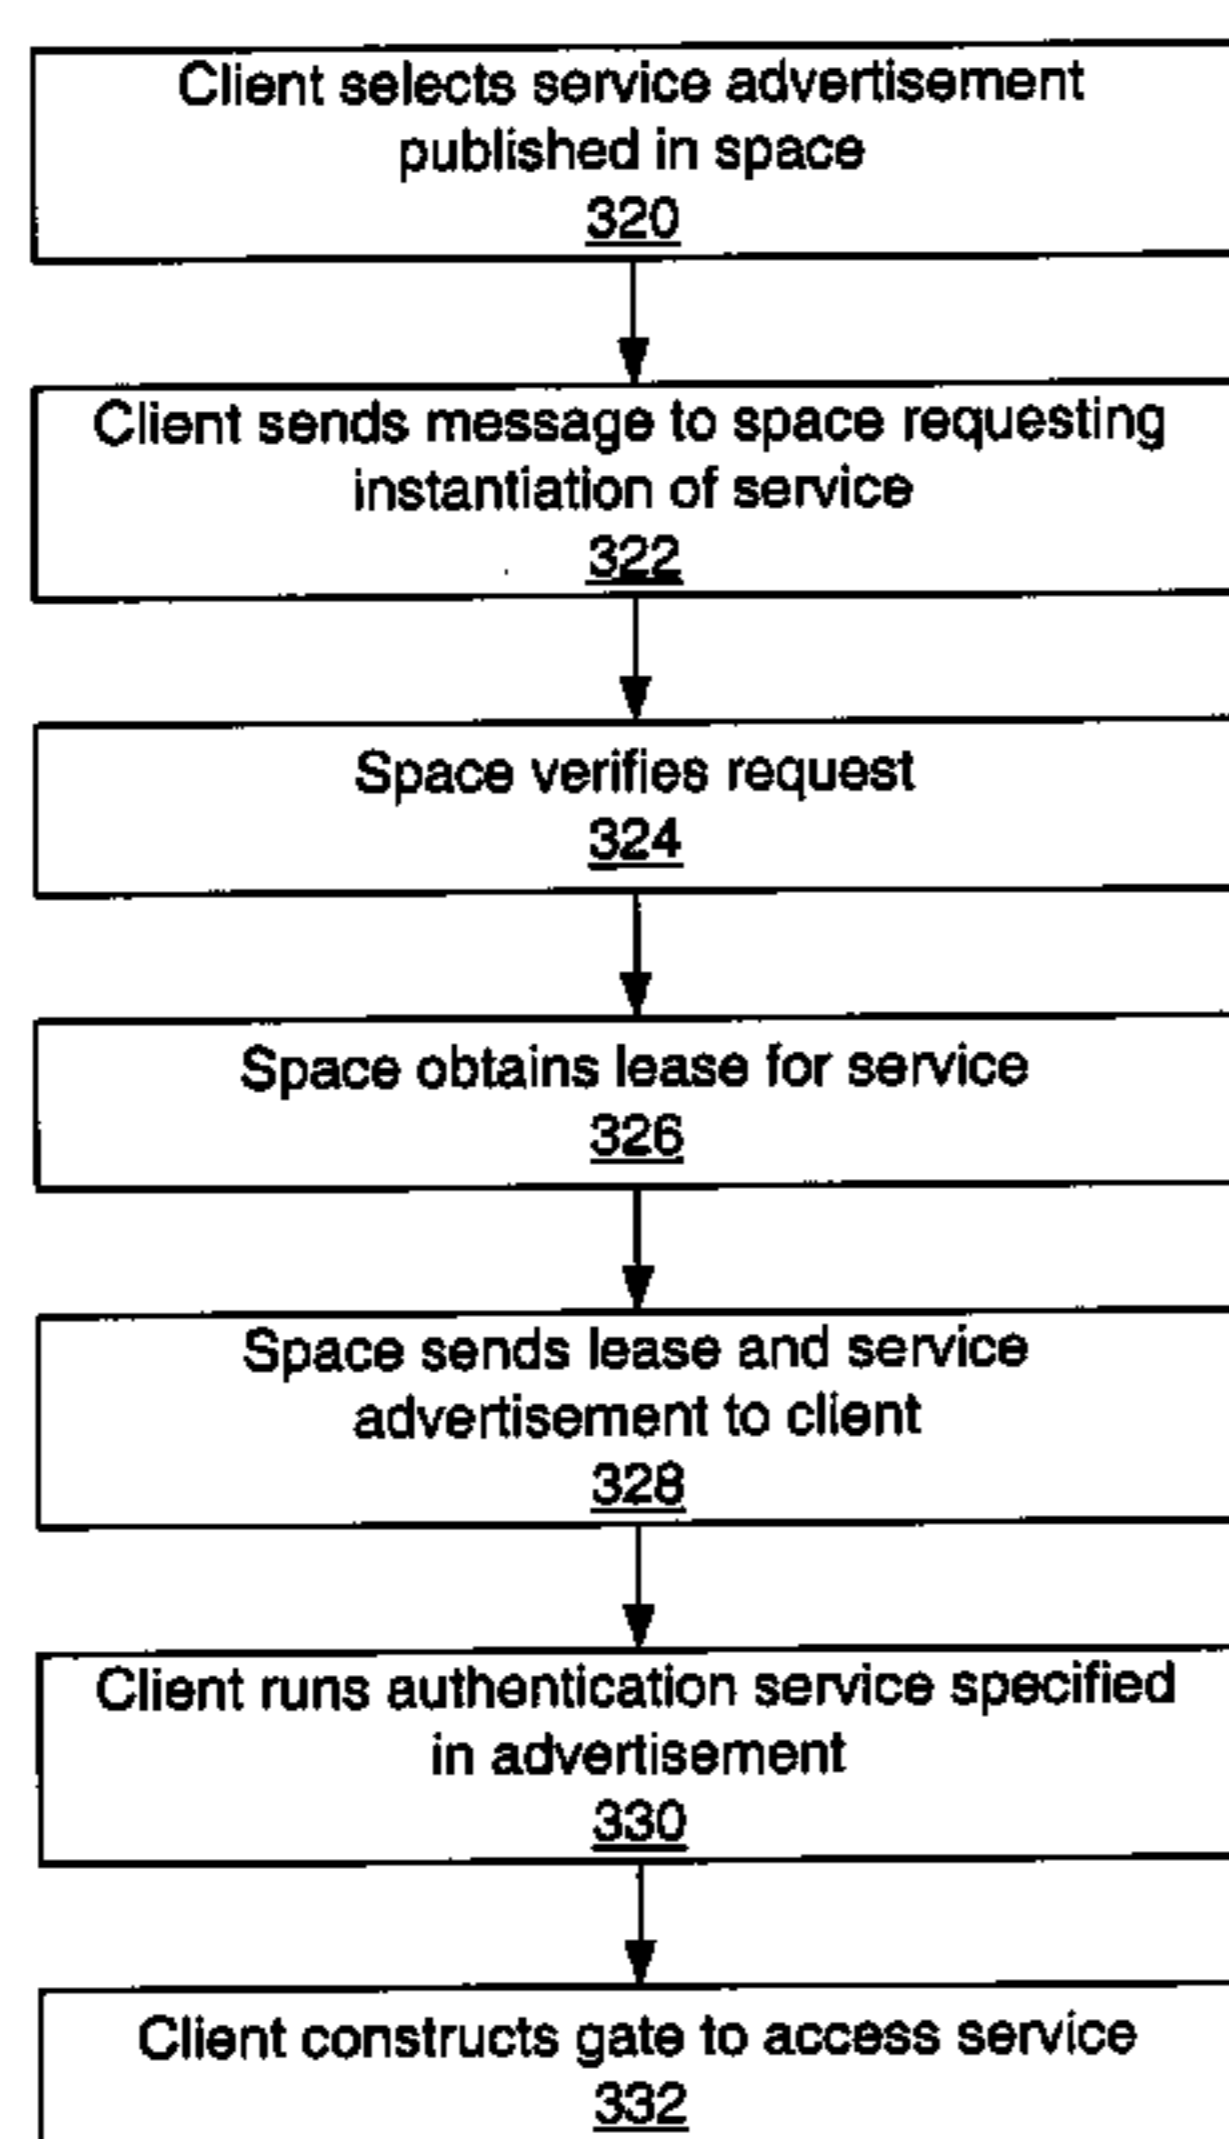 Client selects service advertisement
published in space
320
Client sends message to space requesting
instantiation of service
322
Space verifies request
324
Space obtains lease for service
326
Space sends lease and service
advertisement to client
328
Client runs authentication service specified
in advertisement
330
Client constructs gate to access service
332